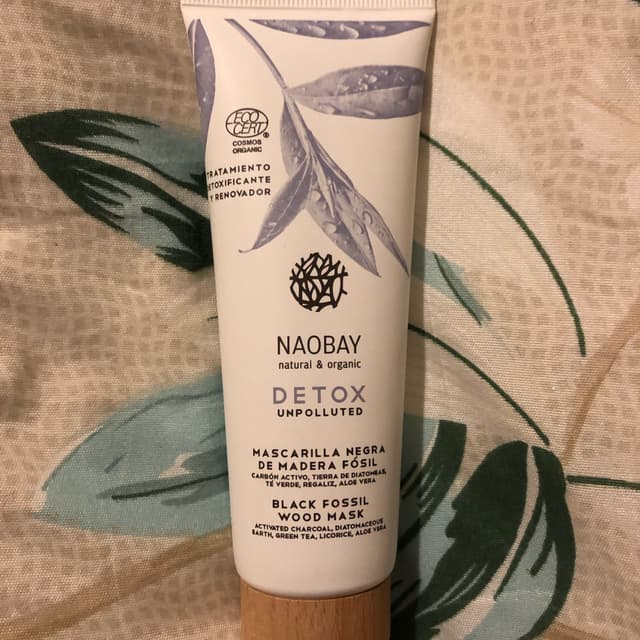 ECO
CERT
COSMOS
ORGANIC
TRATAMIENTO
DETOXIFICANTE
Y RENOVADOR
NAOBAY
natural & organic
DETOX
UNPOLLUTED
MASCARILLA NEGRA
DE MADERA FÓSIL
CARBÓN ACTIVO, TIERRA DE DIATOMEAS,
TÉ VERDE, REGALIZ, ALOE VERA
BLACK FOSSIL
WOOD MASK
ACTIVATED CHARCOAL, DIATOMACEOUS
EARTH, GREEN TEA, LICORICE, ALOE VERA